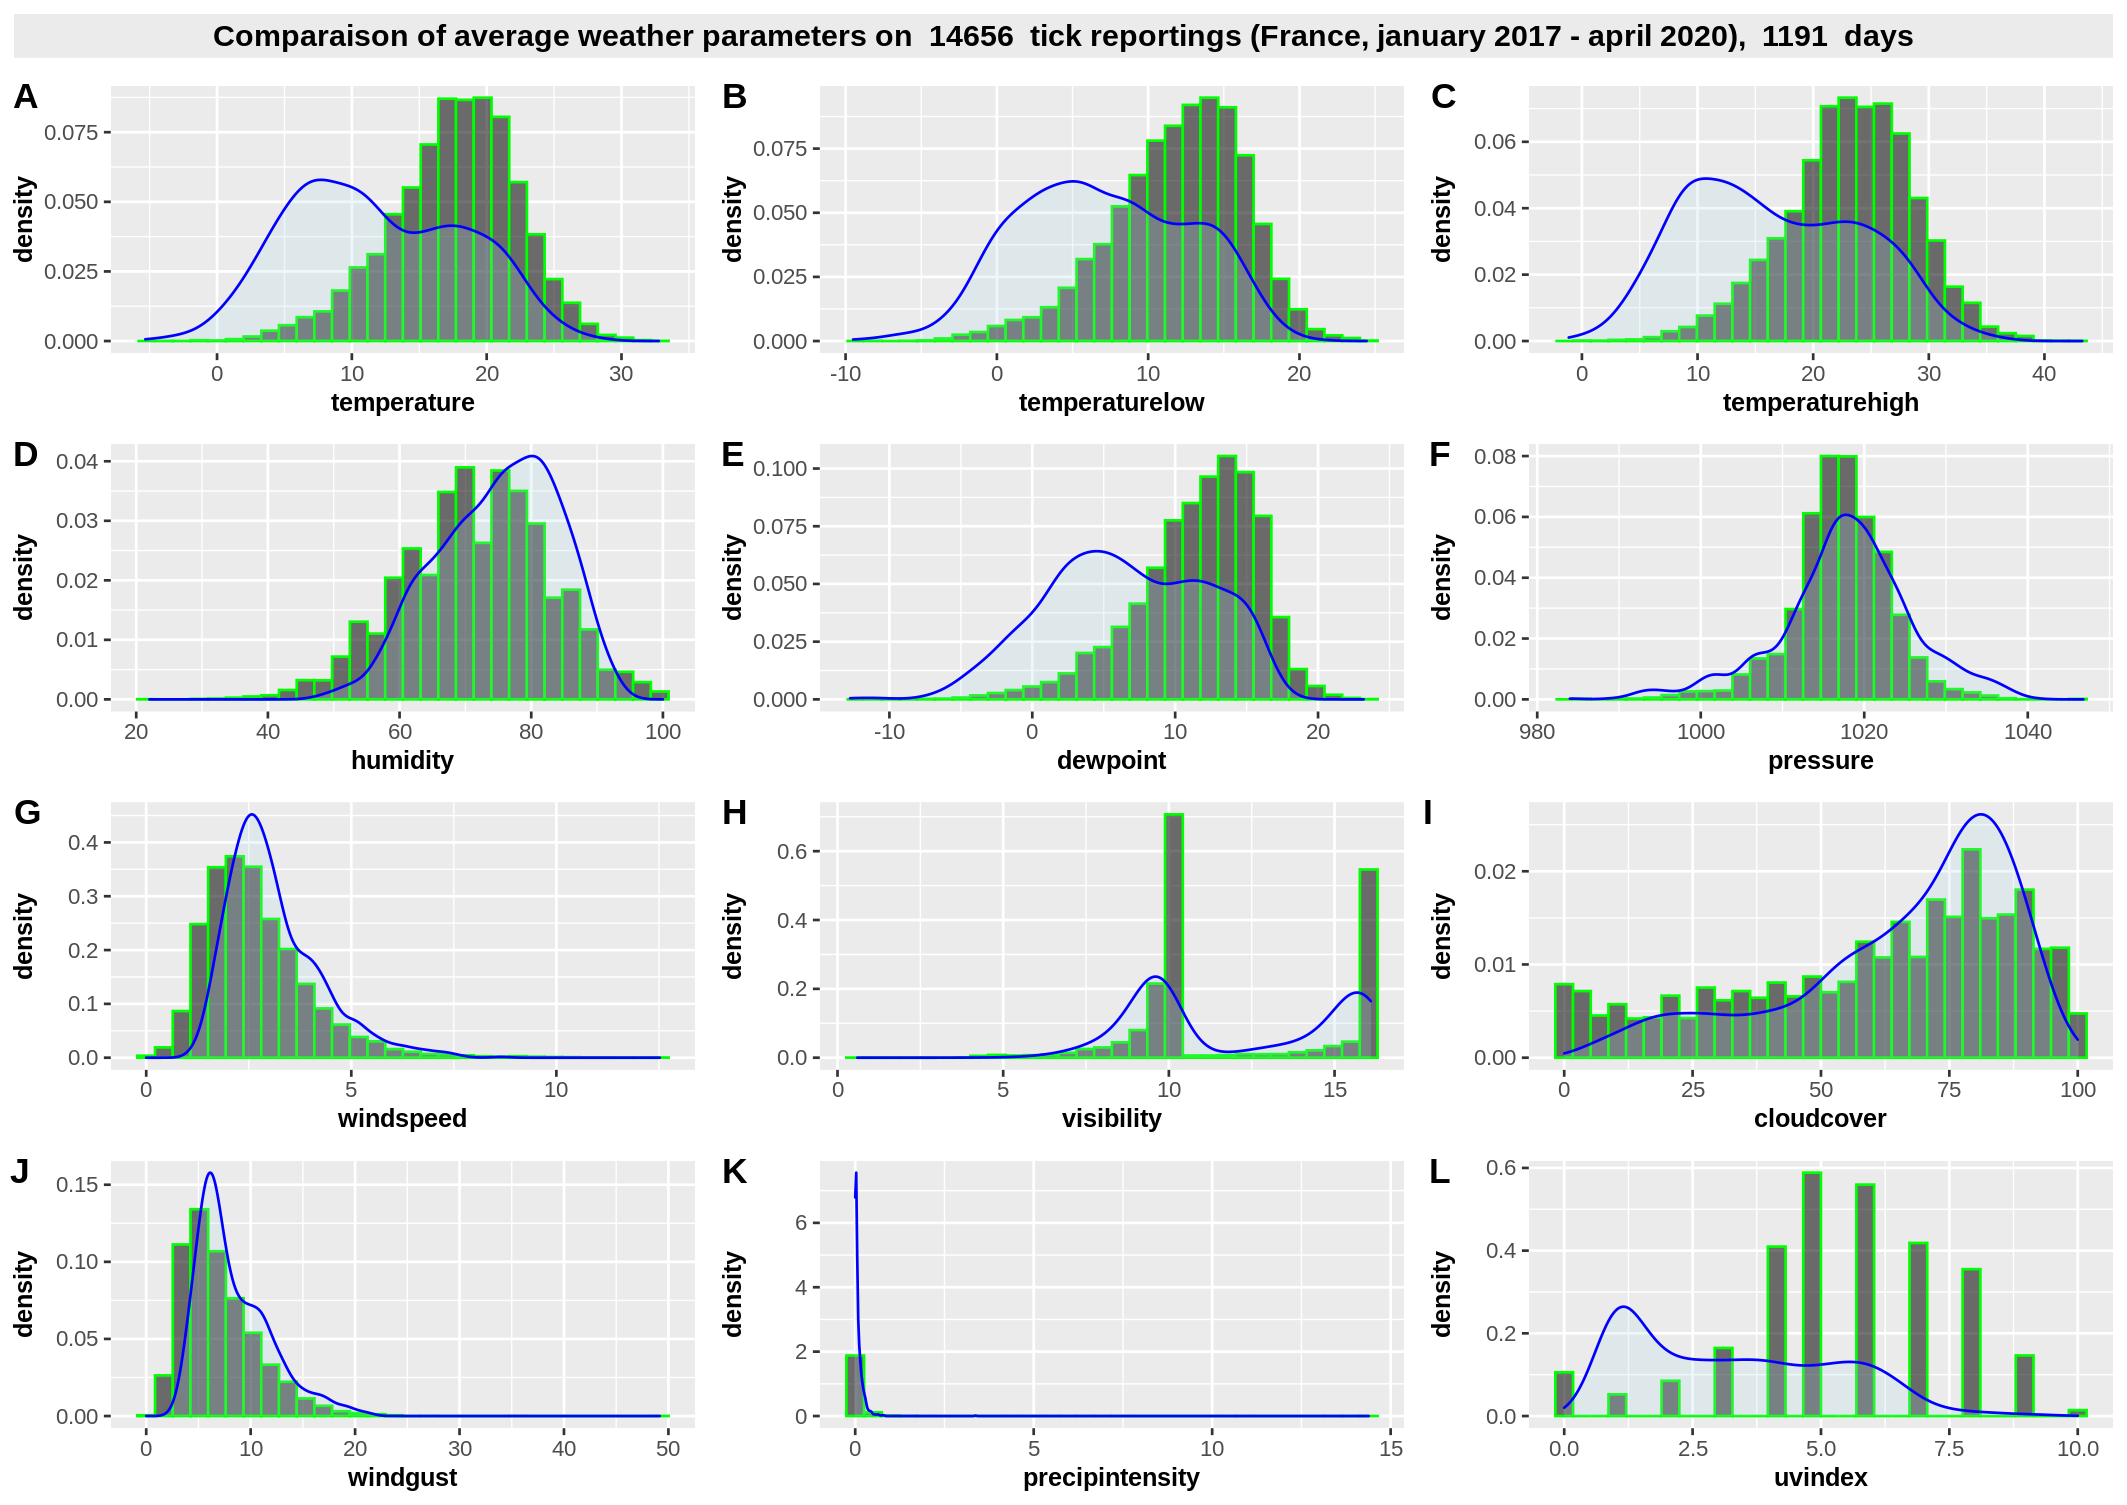 Comparaison of average weather parameters on  14656  tick reportings (France, january 2017 - april 2020),  1191  days
A
density
0.075
0.050
0.025
0.000
0 10 20 30
temperature
B
density
0.075
0.050
0.025
0.000
-10 0 10 20
temperaturelow
C
density
0.06
0.04
0.02
0.00
0 10 20 30 40
temperaturehigh
D
density
0.04
0.03
0.02
0.01
0.00
20 40 60 80 100
humidity
E
density
0.100
0.075
0.050
0.025
0.000
-10 0 10 20
dewpoint
F
density
0.08
0.06
0.04
0.02
0.00
980 1000 1020 1040
pressure
G
density
0.4
0.3
0.2
0.1
0.0
0 5 10
windspeed
H
density
0.6
0.4
0.2
0.0
0 5 10 15
visibility
I
density
0.02
0.01
0.00
0 25 50 75 100
cloudcover
J
density
0.15
0.10
0.05
0.00
0 10 20 30 40 50
windgust
K
density
6
4
2
0
0 5 10 15
precipintensity
L
density
0.6
0.4
0.2
0.0
0.0 2.5 5.0 7.5 10.0
uvindex